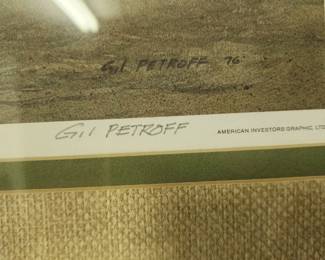 Gil PETROFF 76
Gil PETROFF AMERICAN INVESTORS GRAPHIC, LTD